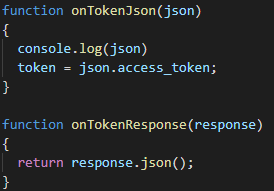 function onTokenJson(json)
{
  console.log(json)
  token = json.access_token;
}

function onTokenResponse(response)
{
  return response.json();
}